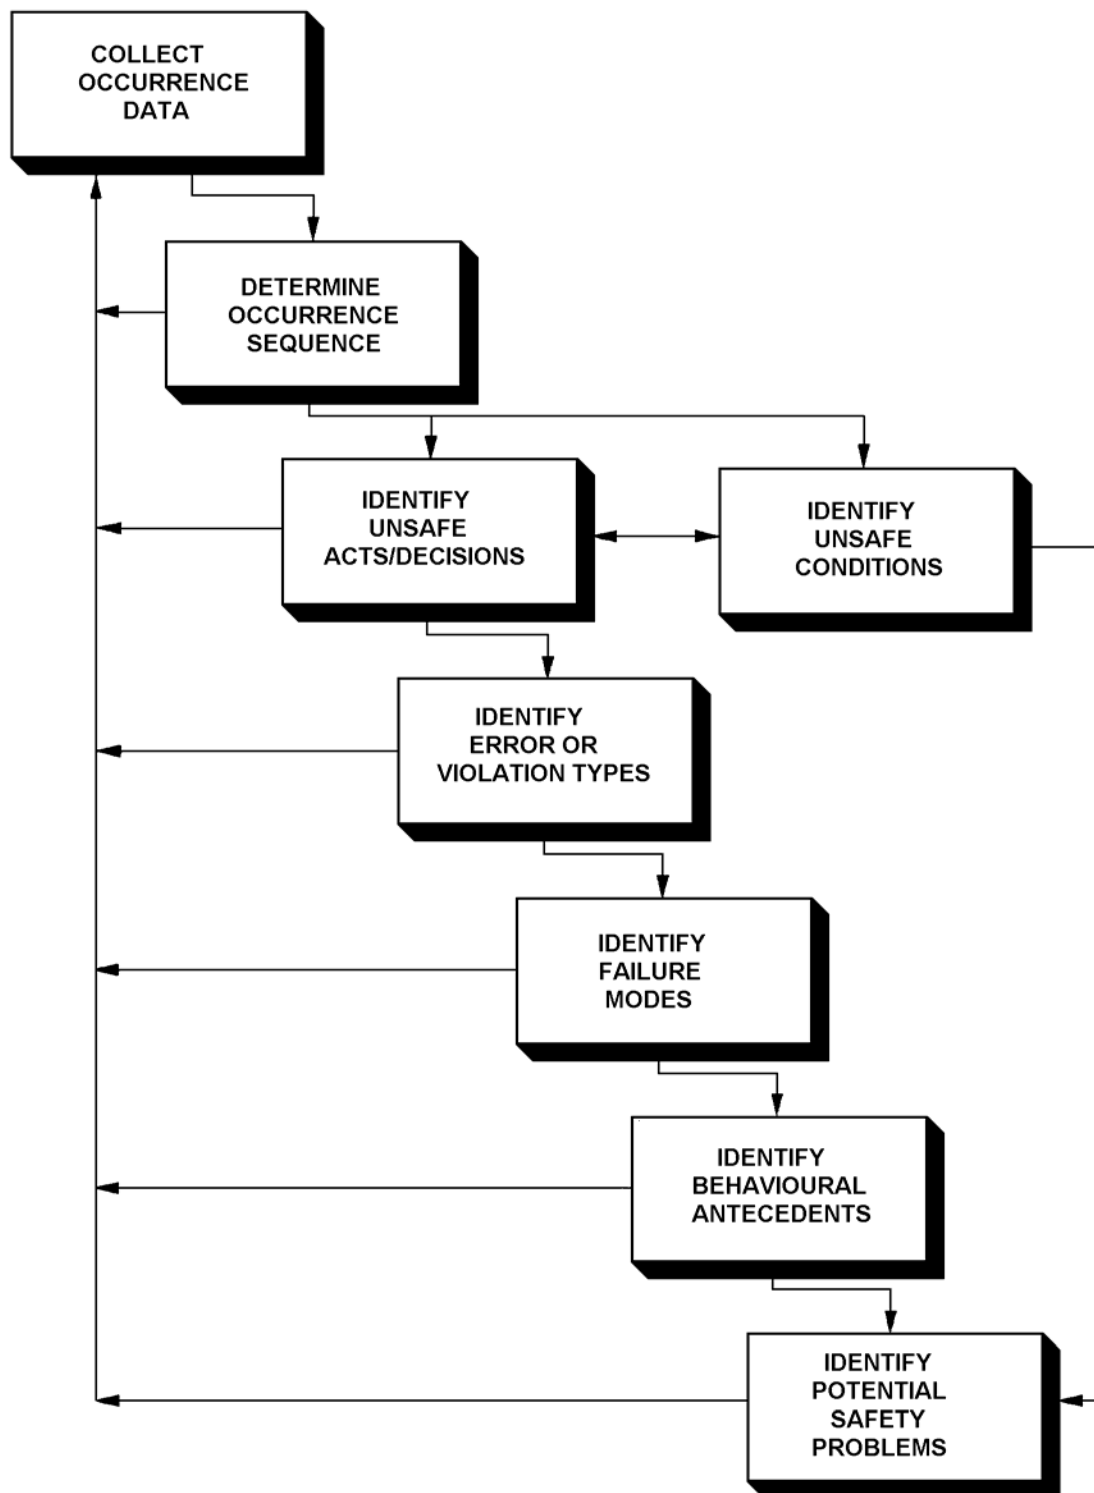 COLLECT
OCCURRENCE
DATA
DETERMINE
OCCURRENCE
SEQUENCE
IDENTIFY
UNSAFE
ACTS/DECISIONS
IDENTIFY
UNSAFE
CONDITIONS
IDENTIFY
ERROR OR
VIOLATION TYPES
IDENTIFY
FAILURE
MODES
IDENTIFY
BEHAVIOURAL
ANTECEDENTS
IDENTIFY
POTENTIAL
SAFETY
PROBLEMS